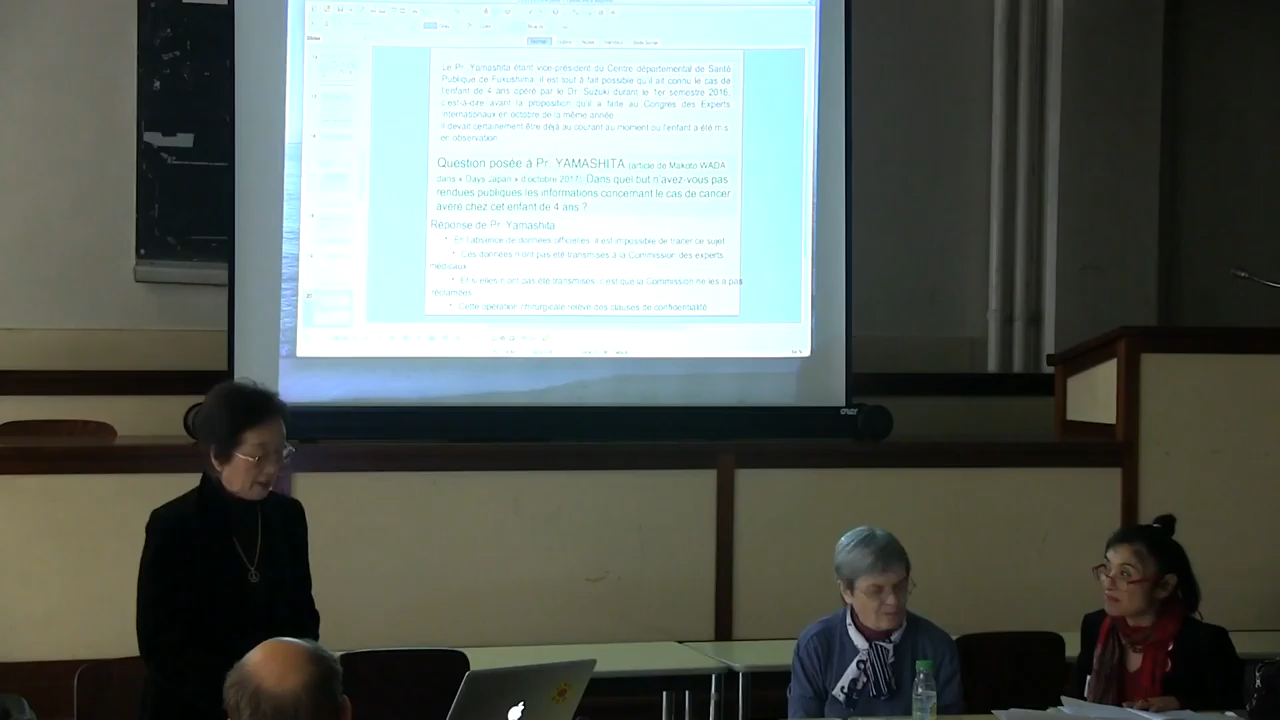 Le Pr. Yamashita étant vice-président du Centre départemental de Santé
Publique de Fukushima, il est tout à fait possible qu'il ait connu le cas de
l'enfant de 4 ans opéré par le Dr. Suzuki durant le 1er semestre 2016,
c'est-à-dire avant la proposition qu'il a faite au Congrès des Experts
Internationaux en octobre de la même année.
Il devait certainement être déjà au courant au moment où l'enfant a été mis
en observation.
Question posée à Pr. YAMASHITA (article de Makoto WADA
dans « Days Japan » d'octobre 2017) Dans quel but n'avez-vous pas
rendues publiques les informations concernant le cas de cancer
avéré chez cet enfant de 4 ans ?
Réponse de Pr. Yamashita
• En l'absence de données officielles, il est impossible de traiter ce sujet
• Ces données n'ont pas été transmises à la Commission des experts
médicaux
• Et si elles n'ont pas été transmises, c'est que la Commission ne les a pas
réclamées
• Cette opération chirurgicale relève des clauses de confidentialité